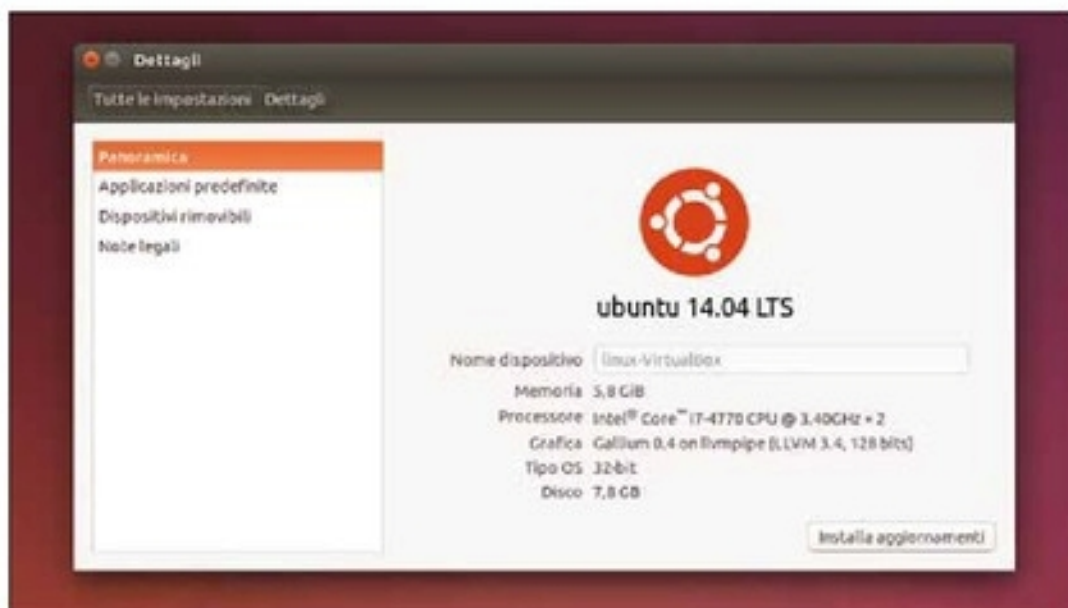 Dettagli
Tutte le Impostazioni Dettagli
Panoramica
Applicazioni predefinite
Dispositivi rimovibili
Note legali
ubuntu 14.04 LTS
Nome dispositivo linux-VirtualBox
Memoria 5,8 GiB
Processore Intel® Core™ i7-4770 CPU @ 3.40GHz × 2
Grafica Gallium 0.4 on llvmpipe (LLVM 3.4, 128 bits)
Tipo OS 32-bit
Disco 7,8 GB
Installa aggiornamenti